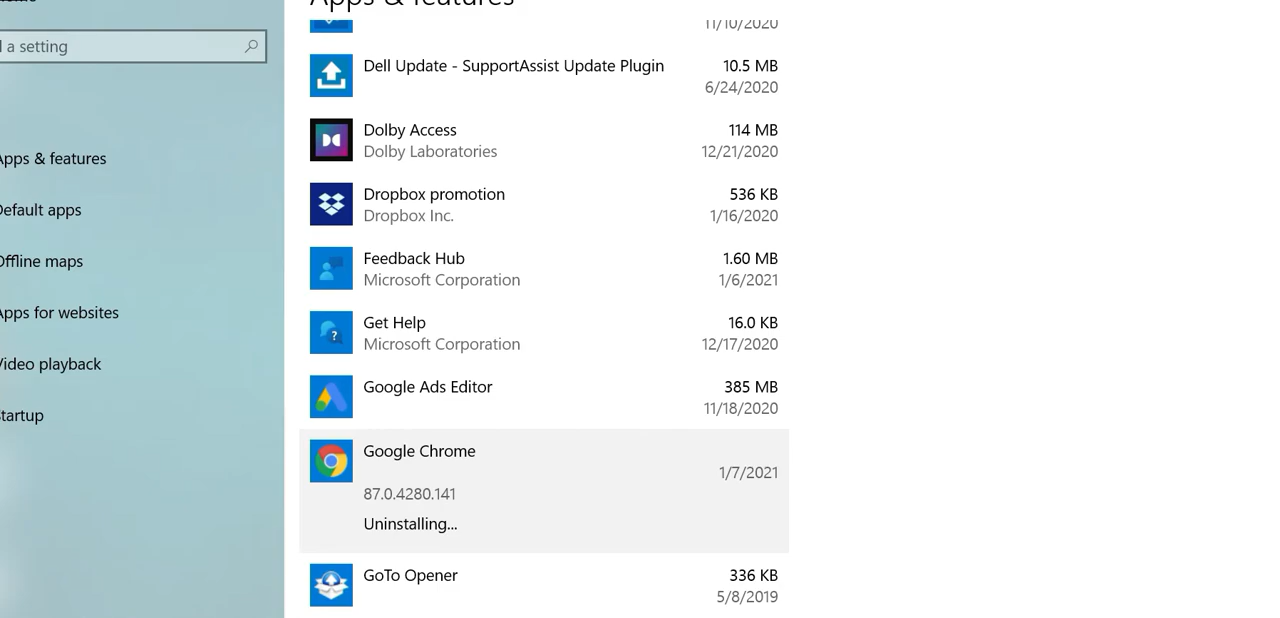 a setting
Apps & features
Default apps
Offline maps
Apps for websites
Video playback
Startup
Apps & features
11/10/2020
Dell Update - SupportAssist Update Plugin 10.5 MB
6/24/2020
Dolby Access 114 MB
Dolby Laboratories 12/21/2020
Dropbox promotion 536 KB
Dropbox Inc. 1/16/2020
Feedback Hub 1.60 MB
Microsoft Corporation 1/6/2021
Get Help 16.0 KB
Microsoft Corporation 12/17/2020
Google Ads Editor 385 MB
11/18/2020
Google Chrome
1/7/2021
87.0.4280.141
Uninstalling...
GoTo Opener 336 KB
5/8/2019